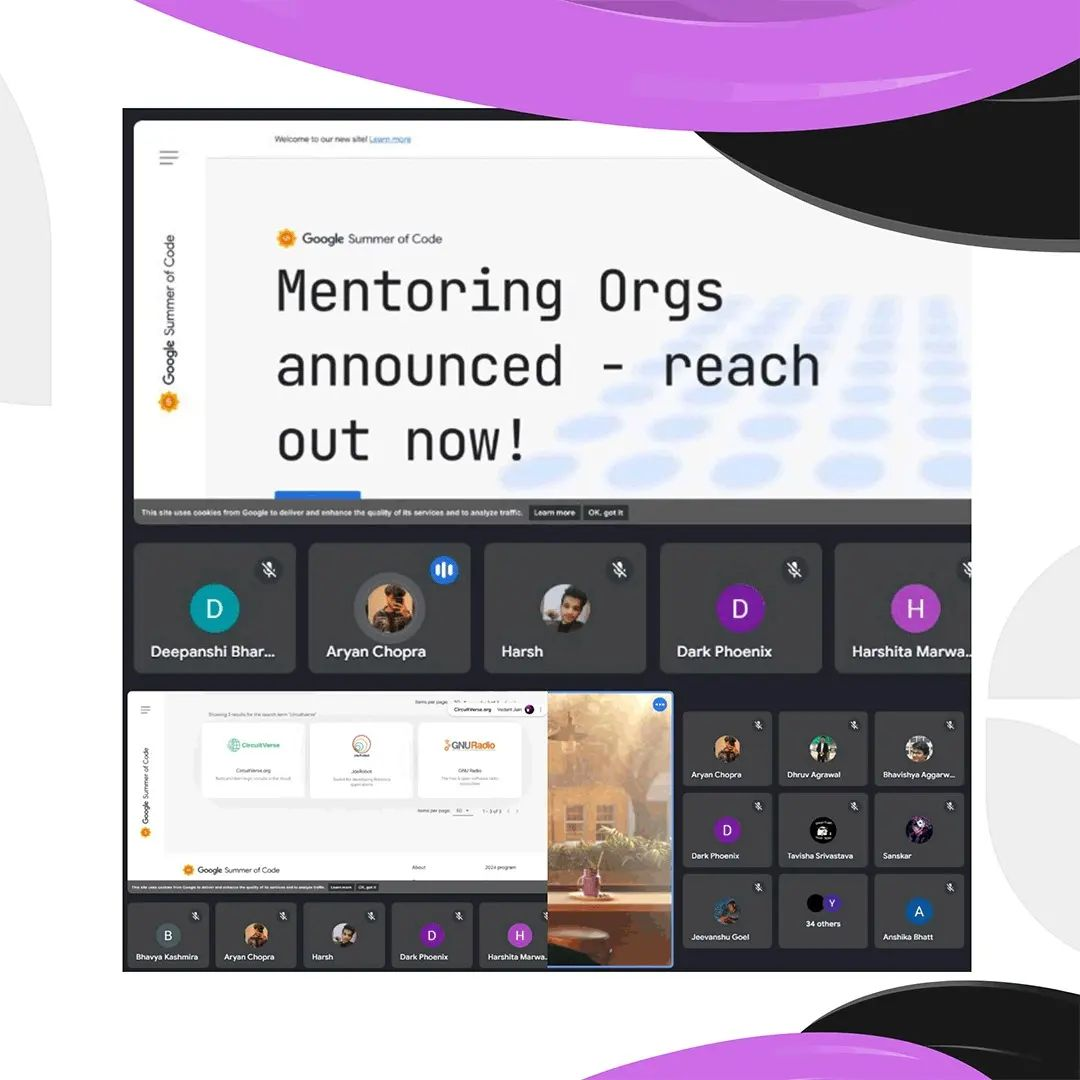 Welcome to our new site! Learn more
Google Summer of Code
Google Summer of Code
Mentoring Orgs
announced - reach
out now!
This site uses cookies from Google to deliver and enhance the quality of its services and to analyze traffic. Learn more OK, got it
D
Deepanshi Bhar...
Aryan Chopra
Harsh
D
Dark Phoenix
H
Harshita Marwa...
Items per page:
CircuitVerse.org Vedant Jain
Showing 3 results for the search term "circuitverse"
Google Summer of Code
CircuitVerse
CircuitVerse.org
JdeRobot
GNURadio
GNU Radio
Items per page: 50 1 – 3 of 3
Google Summer of Code
About
2024 program
This site uses cookies from Google to deliver and enhance the quality of its services and to analyze traffic. Learn more OK, got it
B
Bhavya Kashmira
Aryan Chopra
Harsh
D
Dark Phoenix
H
Harshita Marwa...
Aryan Chopra
Dhruv Agrawal
Bhavishya Aggarw...
D
Dark Phoenix
Tavisha Srivastava
Sanskar
Jeevanshu Goel
Y
34 others
A
Anshika Bhatt